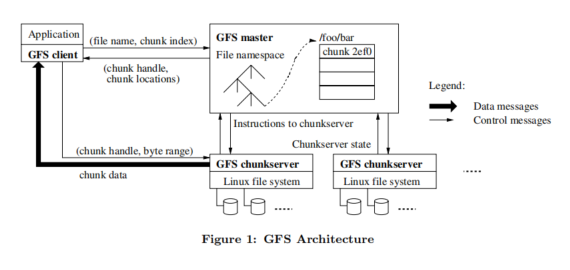 Application
GFS client
(file name, chunk index)
(chunk handle,
chunk locations)
GFS master
File namespace
/foo/bar
chunk 2ef0
Legend:
Data messages
Control messages
Instructions to chunkserver
Chunkserver state
(chunk handle, byte range)
chunk data
GFS chunkserver
Linux file system
GFS chunkserver
Linux file system
Figure 1: GFS Architecture